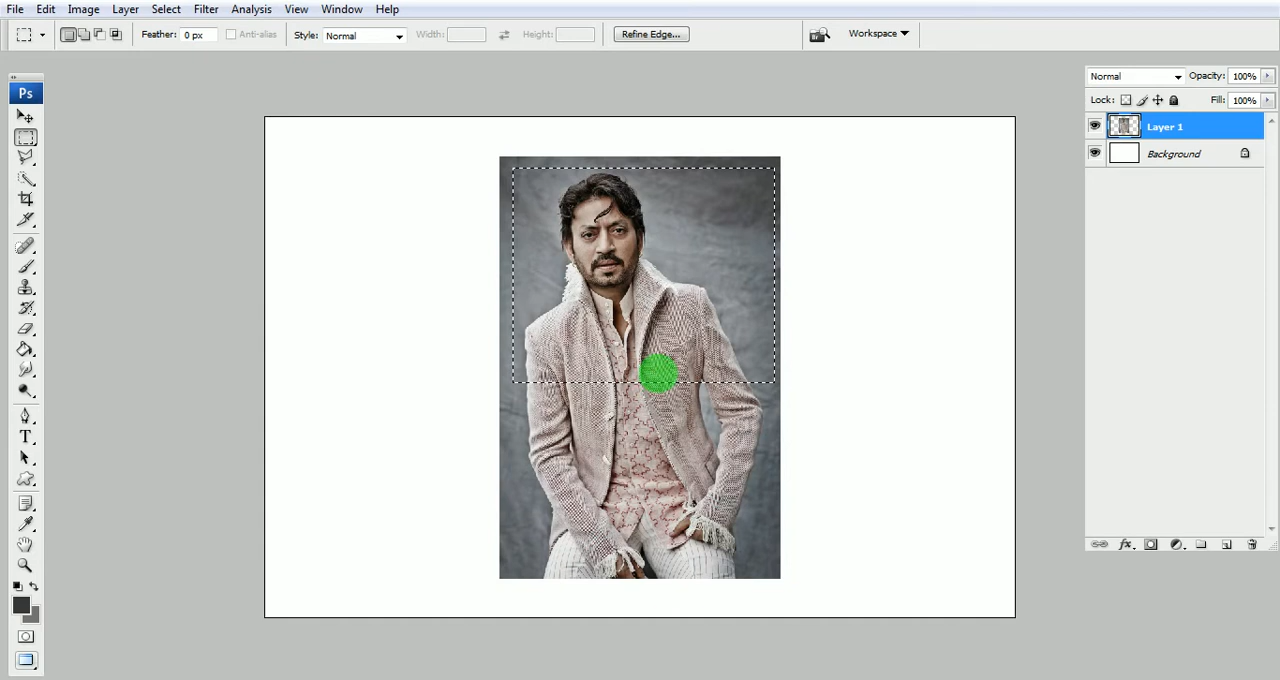 File Edit Image Layer Select Filter Analysis View Window Help
Feather: 0 px Anti-alias Style: Normal Width: Height: Refine Edge... Workspace
Ps
Normal Opacity: 100%
Lock: Fill: 100%
Layer 1
Background
T
fx